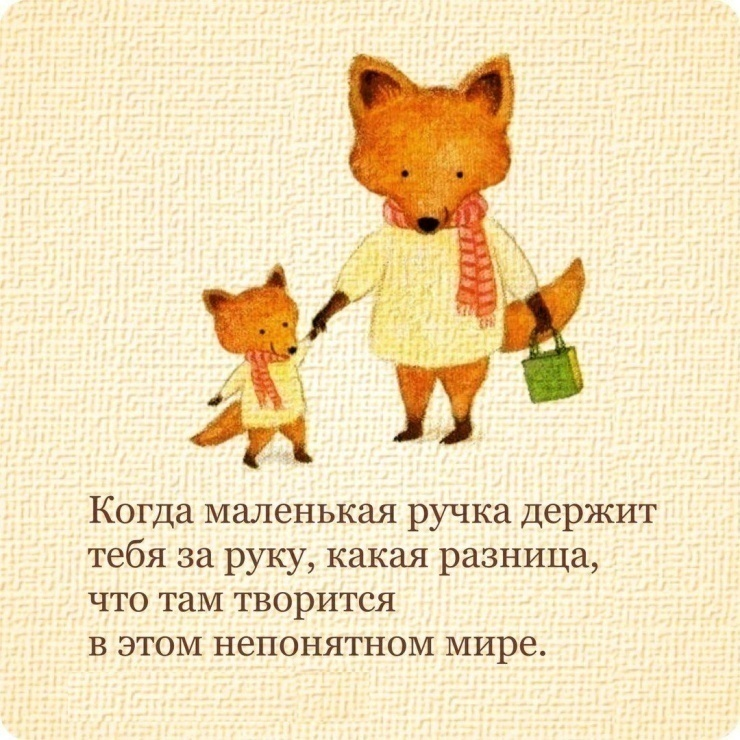 Когда маленькая ручка держит
тебя за руку, какая разница,
что там творится
в этом непонятном мире.